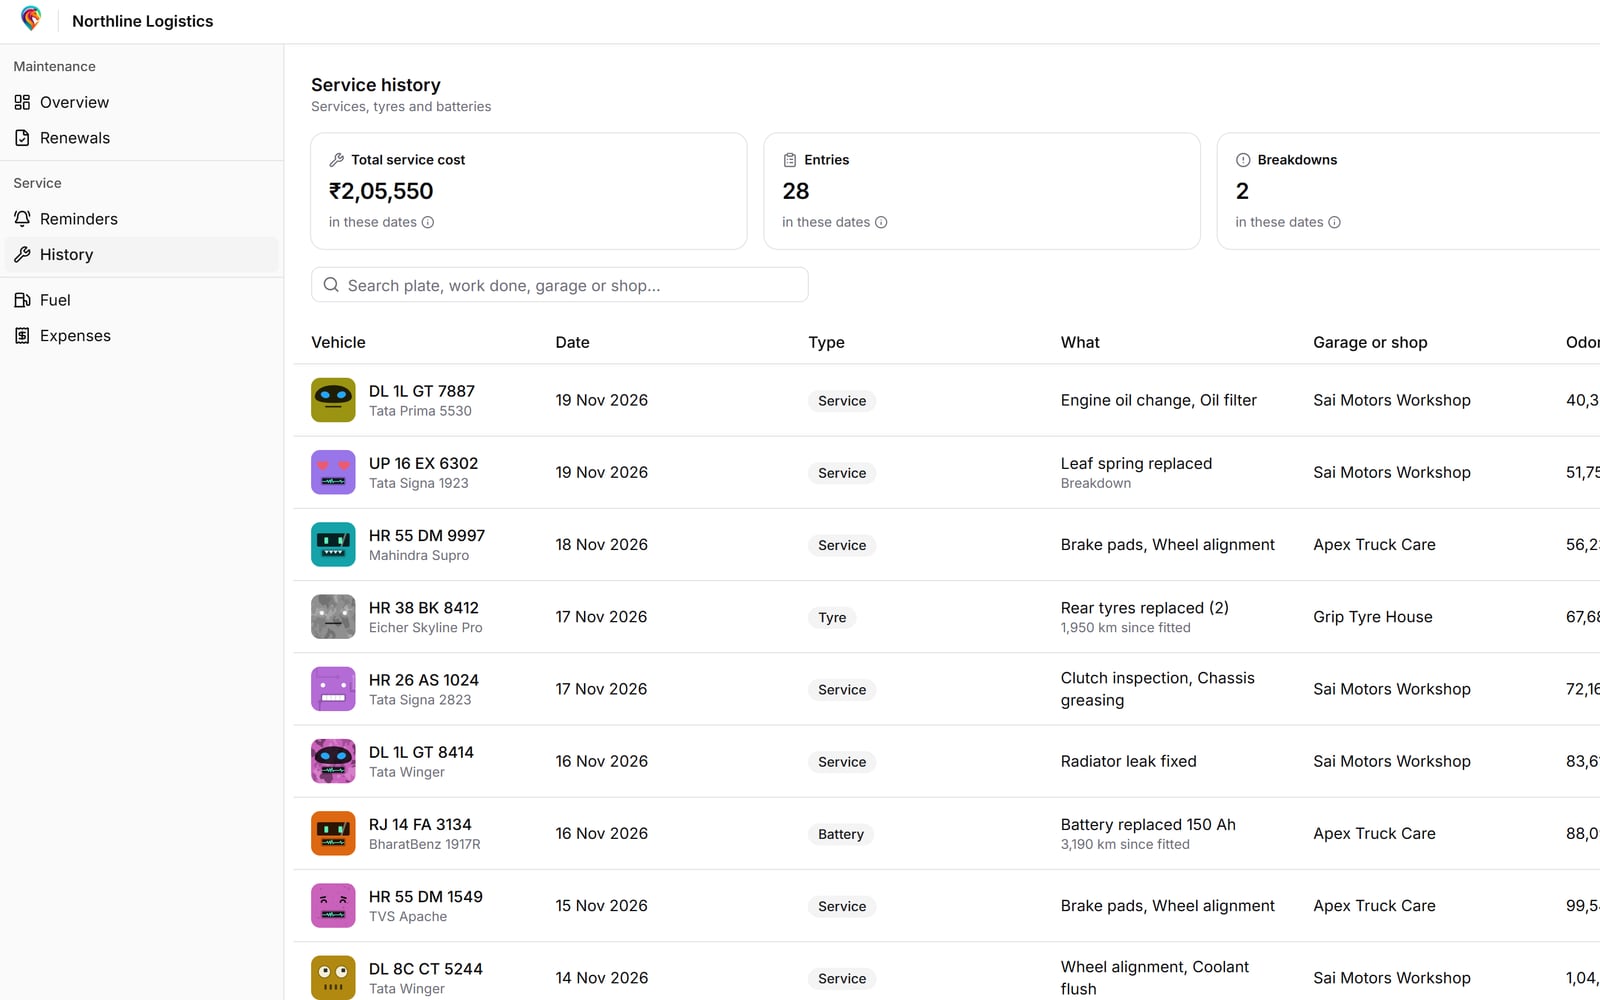 Northline Logistics
Maintenance
Overview
Renewals
Service
Reminders
History
Fuel
Expenses
Service history
Services, tyres and batteries
Total service cost
₹2,05,550
in these dates
Entries
28
in these dates
Breakdowns
2
in these dates
Search plate, work done, garage or shop...
Vehicle Date Type What Garage or shop
DL 1L GT 7887
Tata Prima 5530
19 Nov 2026
Service
Engine oil change, Oil filter
Sai Motors Workshop
UP 16 EX 6302
Tata Signa 1923
19 Nov 2026
Service
Leaf spring replaced
Breakdown
Sai Motors Workshop
HR 55 DM 9997
Mahindra Supro
18 Nov 2026
Service
Brake pads, Wheel alignment
Apex Truck Care
HR 38 BK 8412
Eicher Skyline Pro
17 Nov 2026
Tyre
Rear tyres replaced (2)
1,950 km since fitted
Grip Tyre House
HR 26 AS 1024
Tata Signa 2823
17 Nov 2026
Service
Clutch inspection, Chassis
greasing
Sai Motors Workshop
DL 1L GT 8414
Tata Winger
16 Nov 2026
Service
Radiator leak fixed
Sai Motors Workshop
RJ 14 FA 3134
BharatBenz 1917R
16 Nov 2026
Battery
Battery replaced 150 Ah
3,190 km since fitted
Apex Truck Care
HR 55 DM 1549
TVS Apache
15 Nov 2026
Service
Brake pads, Wheel alignment
Apex Truck Care
DL 8C CT 5244
Tata Winger
14 Nov 2026
Service
Wheel alignment, Coolant
flush
Sai Motors Workshop